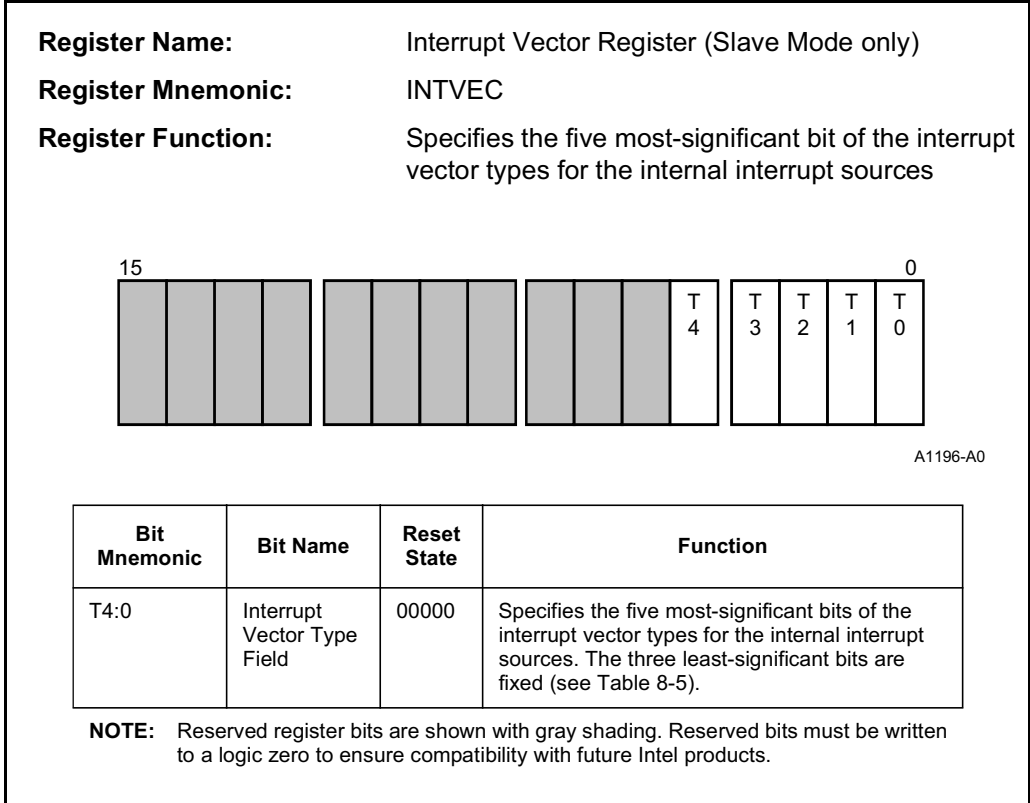 Register Name: Interrupt Vector Register (Slave Mode only)
Register Mnemonic: INTVEC
Register Function: Specifies the five most-significant bit of the interrupt
vector types for the internal interrupt sources
15 0
T T T T T
4 3 2 1 0
A1196-A0
Bit Mnemonic Bit Name Reset State Function
T4:0 Interrupt Vector Type Field 00000 Specifies the five most-significant bits of the
interrupt vector types for the internal interrupt
sources. The three least-significant bits are
fixed (see Table 8-5).
NOTE: Reserved register bits are shown with gray shading. Reserved bits must be written
to a logic zero to ensure compatibility with future Intel products.